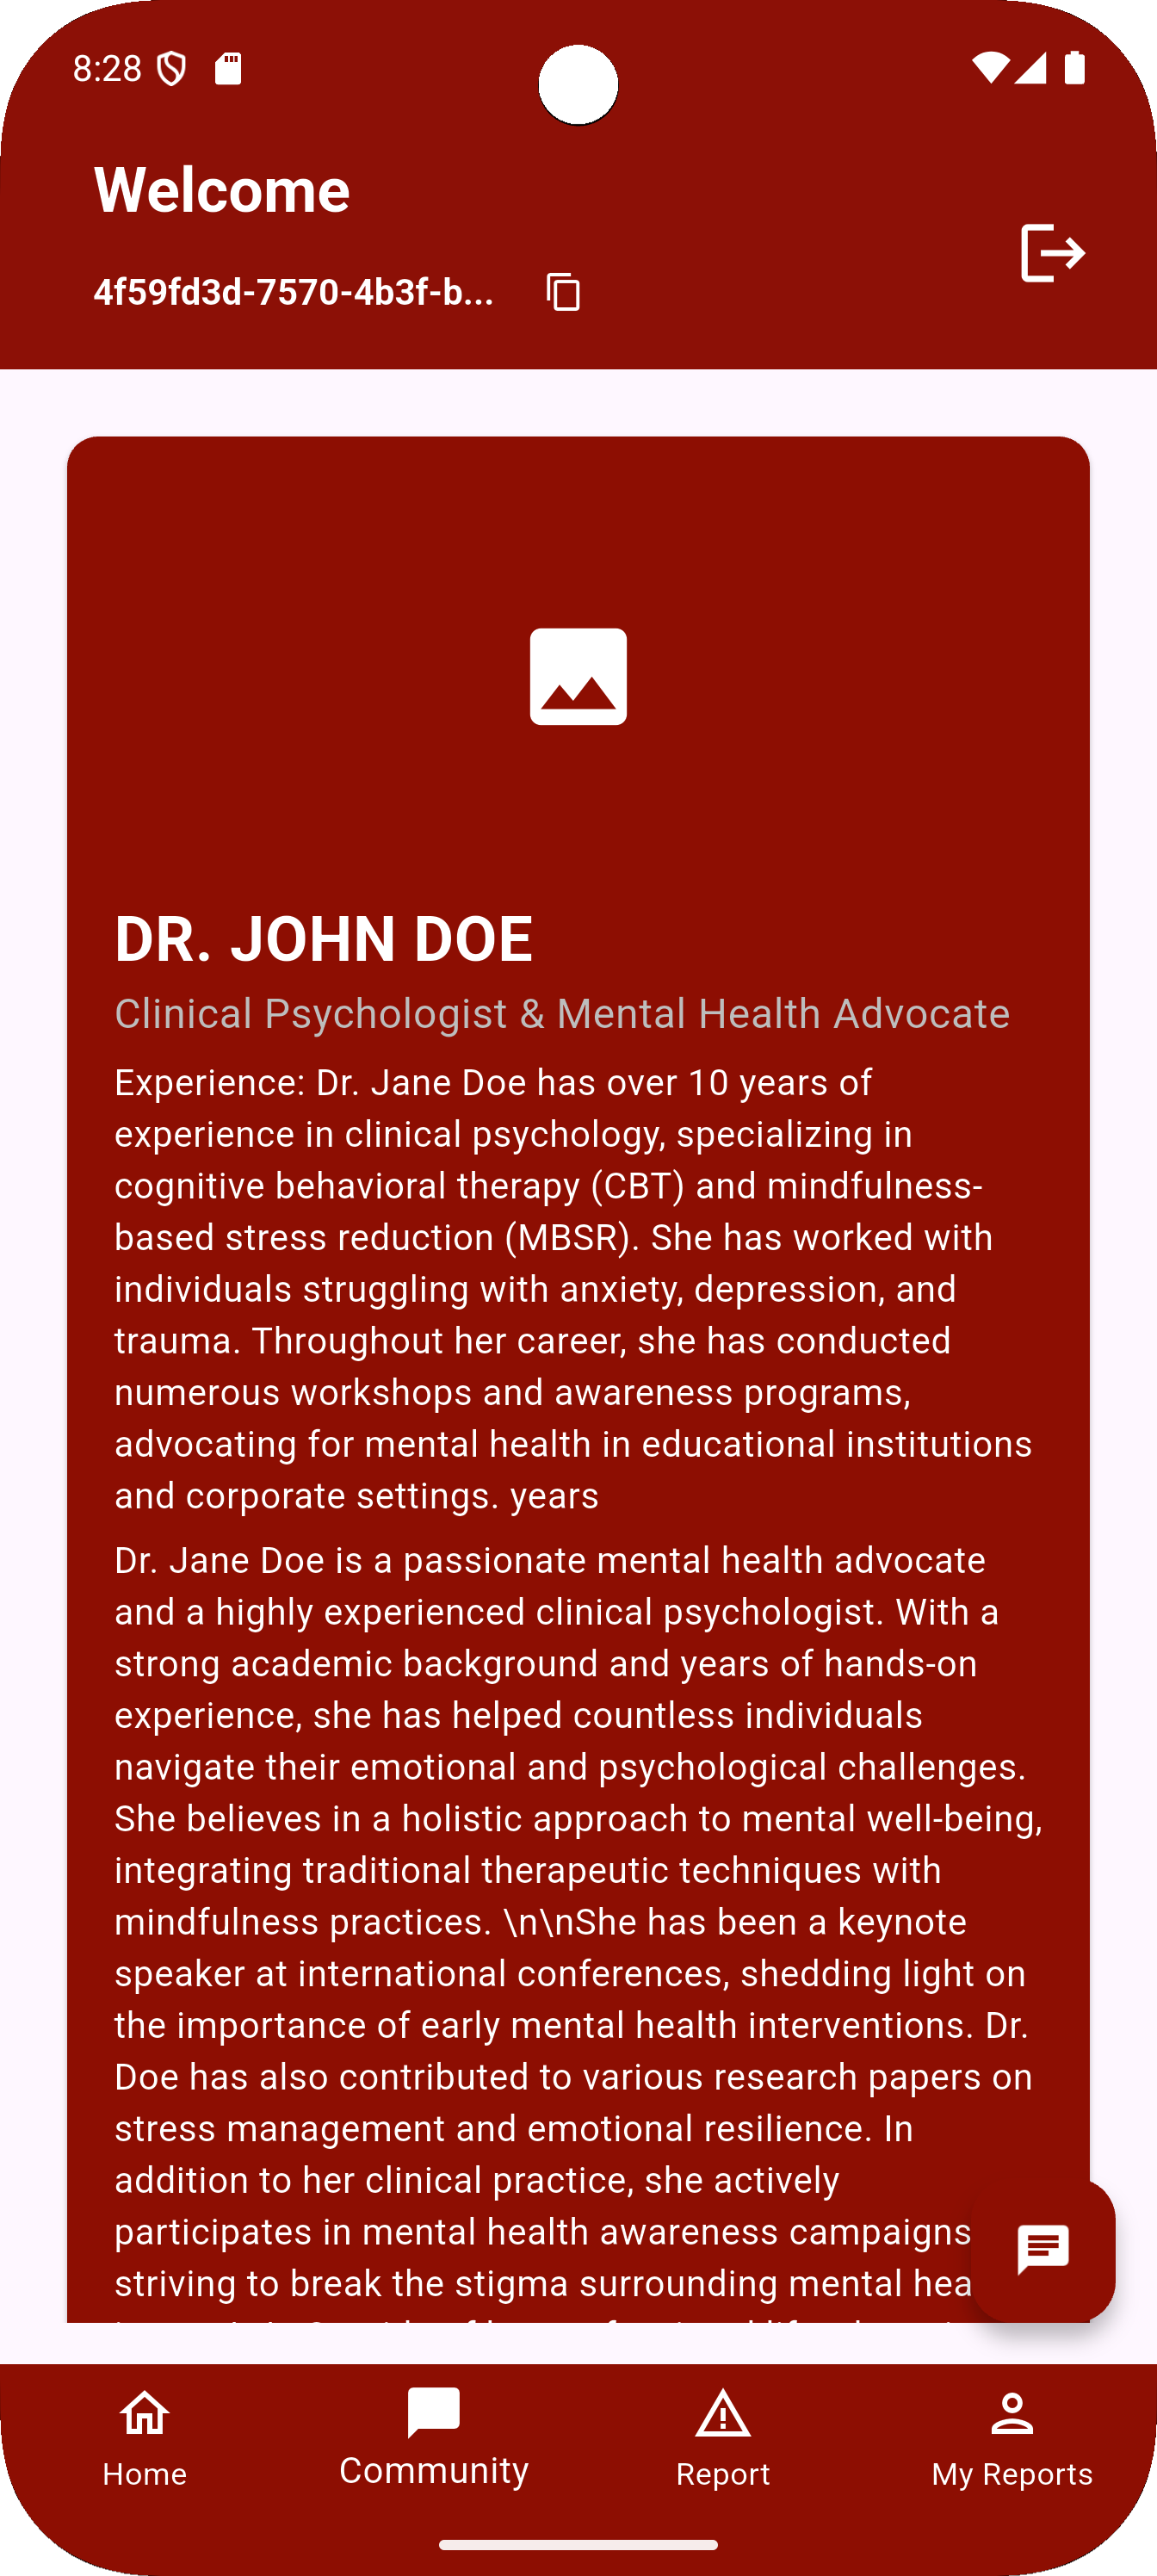 8:28
Welcome
4f59fd3d-7570-4b3f-b...
DR. JOHN DOE
Clinical Psychologist & Mental Health Advocate
Experience: Dr. Jane Doe has over 10 years of
experience in clinical psychology, specializing in
cognitive behavioral therapy (CBT) and mindfulness-
based stress reduction (MBSR). She has worked with
individuals struggling with anxiety, depression, and
trauma. Throughout her career, she has conducted
numerous workshops and awareness programs,
advocating for mental health in educational institutions
and corporate settings. years
Dr. Jane Doe is a passionate mental health advocate
and a highly experienced clinical psychologist. With a
strong academic background and years of hands-on
experience, she has helped countless individuals
navigate their emotional and psychological challenges.
She believes in a holistic approach to mental well-being,
integrating traditional therapeutic techniques with
mindfulness practices. \n\nShe has been a keynote
speaker at international conferences, shedding light on
the importance of early mental health interventions. Dr.
Doe has also contributed to various research papers on
stress management and emotional resilience. In
addition to her clinical practice, she actively
participates in mental health awareness campaigns
striving to break the stigma surrounding mental hea
Home
Community
Report
My Reports